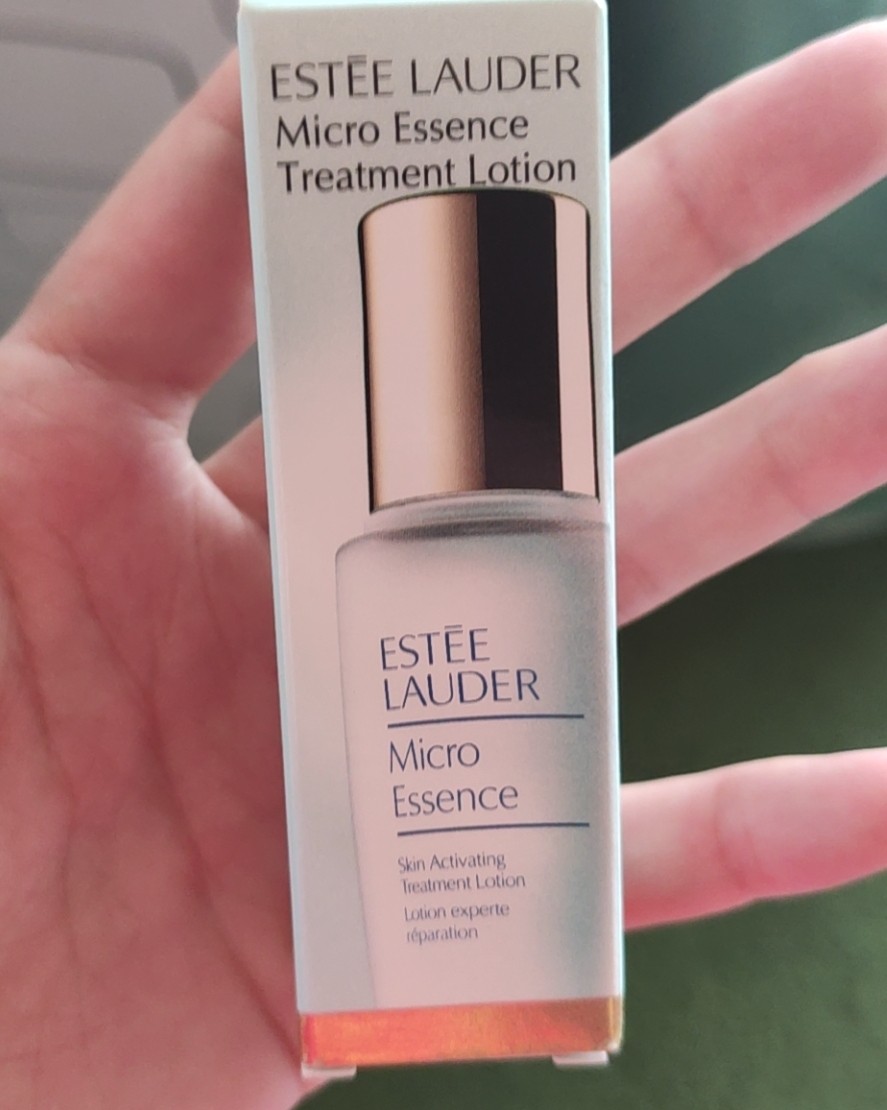 ESTĒE LAUDER
Micro Essence
Treatment Lotion
ESTĒE
LAUDER
Micro
Essence
Skin Activating
Treatment Lotion
Lotion experte
réparation